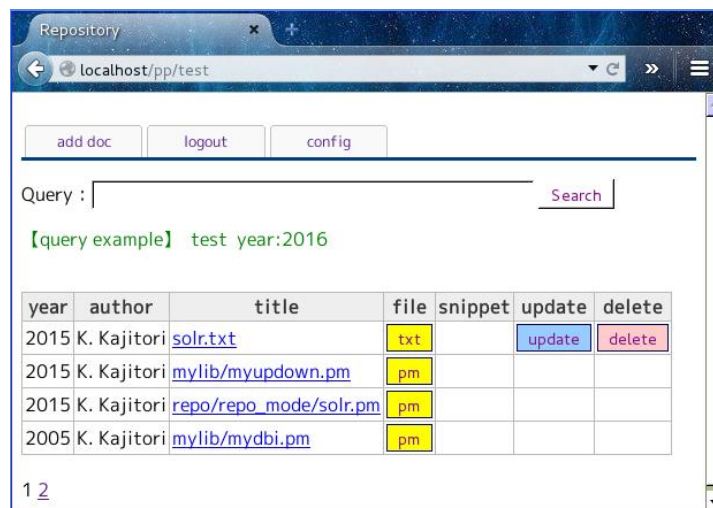 Repository
localhost/pp/test
add doc logout config
Query : Search
【query example】 test year:2016
year author title file snippet update delete
2015 K. Kajitori solr.txt txt update delete
2015 K. Kajitori mylib/myupdown.pm pm
2015 K. Kajitori repo/repo_mode/solr.pm pm
2005 K. Kajitori mylib/mydbi.pm pm
1 2